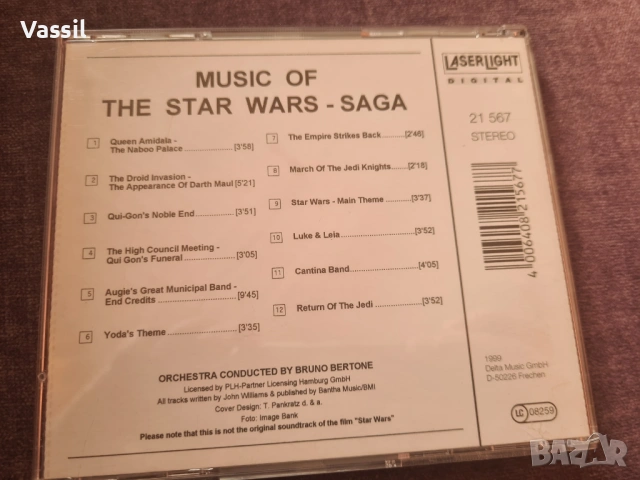 Vassil
MUSIC OF
THE STAR WARS - SAGA
1 Queen Amidala -
The Naboo Palace [3'58]
2 The Droid Invasion -
The Appearance Of Darth Maul [5'21]
3 Qui-Gon's Noble End [3'51]
4 The High Council Meeting -
Qui Gon's Funeral [3'05]
5 Augie's Great Municipal Band -
End Credits [9'45]
6 Yoda's Theme [3'35]
7 The Empire Strikes Back [2'46]
8 March Of The Jedi Knights [2'18]
9 Star Wars - Main Theme [3'37]
10 Luke & Leia [3'52]
11 Cantina Band [4'05]
12 Return Of The Jedi [3'52]
ORCHESTRA CONDUCTED BY BRUNO BERTONE
Licensed by PLH-Partner Licensing Hamburg GmbH
All tracks written by John Williams & published by Bantha Music/BMI
Cover Design: T. Pankratz d. & a.
Foto: Image Bank
Please note that this is not the original soundtrack of the film "Star Wars"
LASERLIGHT
DIGITAL
21 567
STEREO
4 006408 215677
1999
Delta Music GmbH
D-50226 Frechen
LC 08259
BAZAR